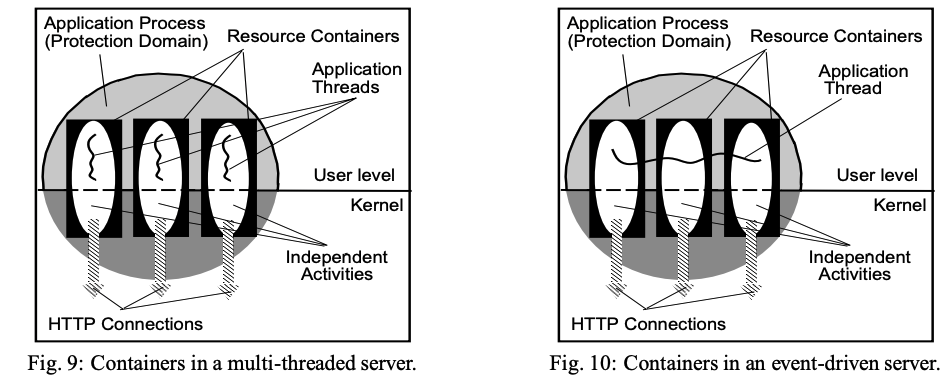 Application Process
(Protection Domain)
Resource Containers
Application
Threads
User level
Kernel
Independent
Activities
HTTP Connections
Fig. 9: Containers in a multi-threaded server.
Application Process
(Protection Domain)
Resource Containers
Application
Thread
User level
Kernel
Independent
Activities
HTTP Connections
Fig. 10: Containers in an event-driven server.